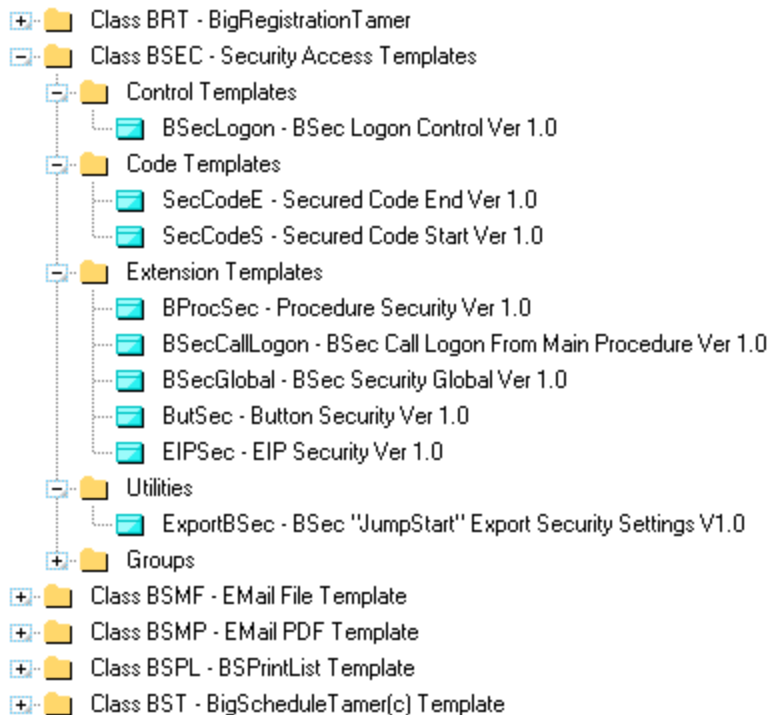 Class BRT - BigRegistrationTamer
Class BSEC - Security Access Templates
Control Templates
BSecLogon - BSec Logon Control Ver 1.0
Code Templates
SecCodeE - Secured Code End Ver 1.0
SecCodeS - Secured Code Start Ver 1.0
Extension Templates
BProcSec - Procedure Security Ver 1.0
BSecCallLogon - BSec Call Logon From Main Procedure Ver 1.0
BSecGlobal - BSec Security Global Ver 1.0
ButSec - Button Security Ver 1.0
EIPSec - EIP Security Ver 1.0
Utilities
ExportBSec - BSec "JumpStart" Export Security Settings V1.0
Groups
Class BSMF - EMail File Template
Class BSMP - EMail PDF Template
Class BSPL - BSPrintList Template
Class BST - BigScheduleTamer(c) Template